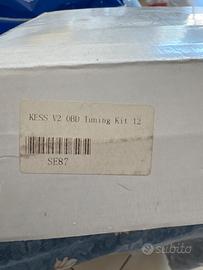 KESS V2 OBD Tuning Kit 12
SE87
subito